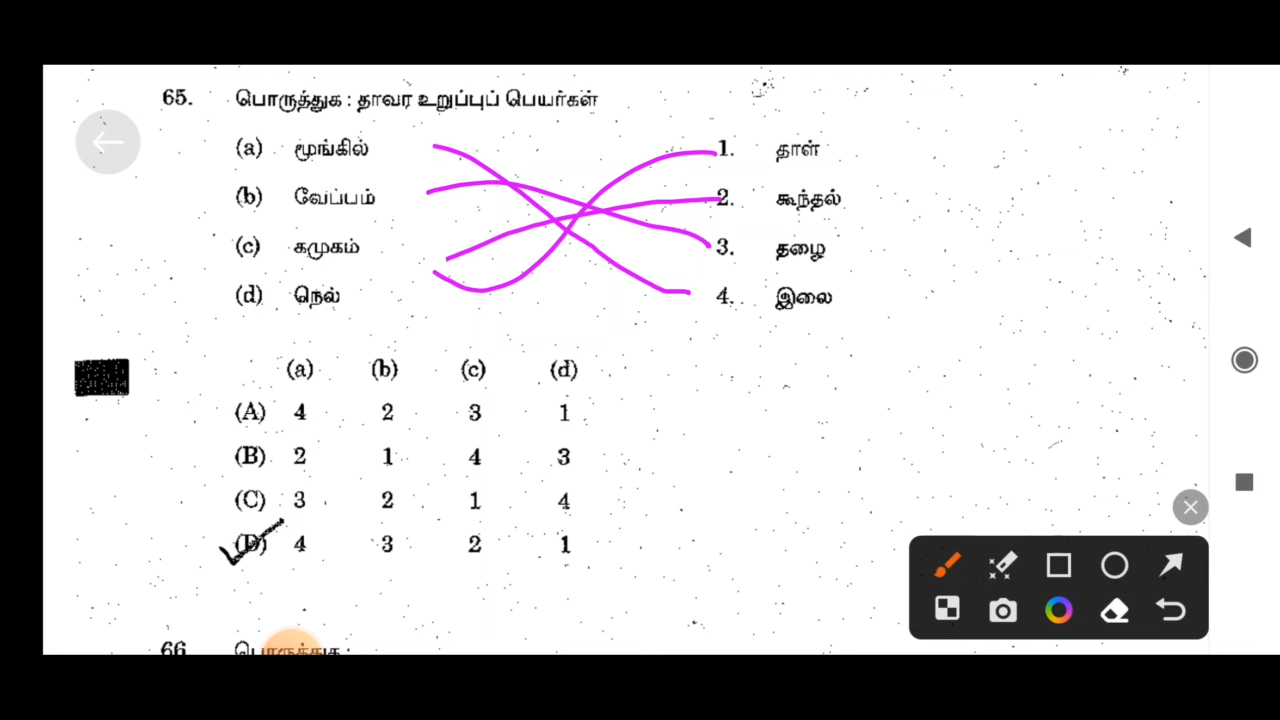 65. பொருத்துக : தாவர உறுப்புப் பெயர்கள்
(a) மூங்கில் 1. தாள்
(b) வேப்பம் 2. கூந்தல்
(c) கமுகம் 3. தழை
(d) நெல் 4. இலை
(a) (b) (c) (d)
(A) 4 2 3 1
(B) 2 1 4 3
(C) 3 2 1 4
(D) 4 3 2 1
66. பொருத்துக :